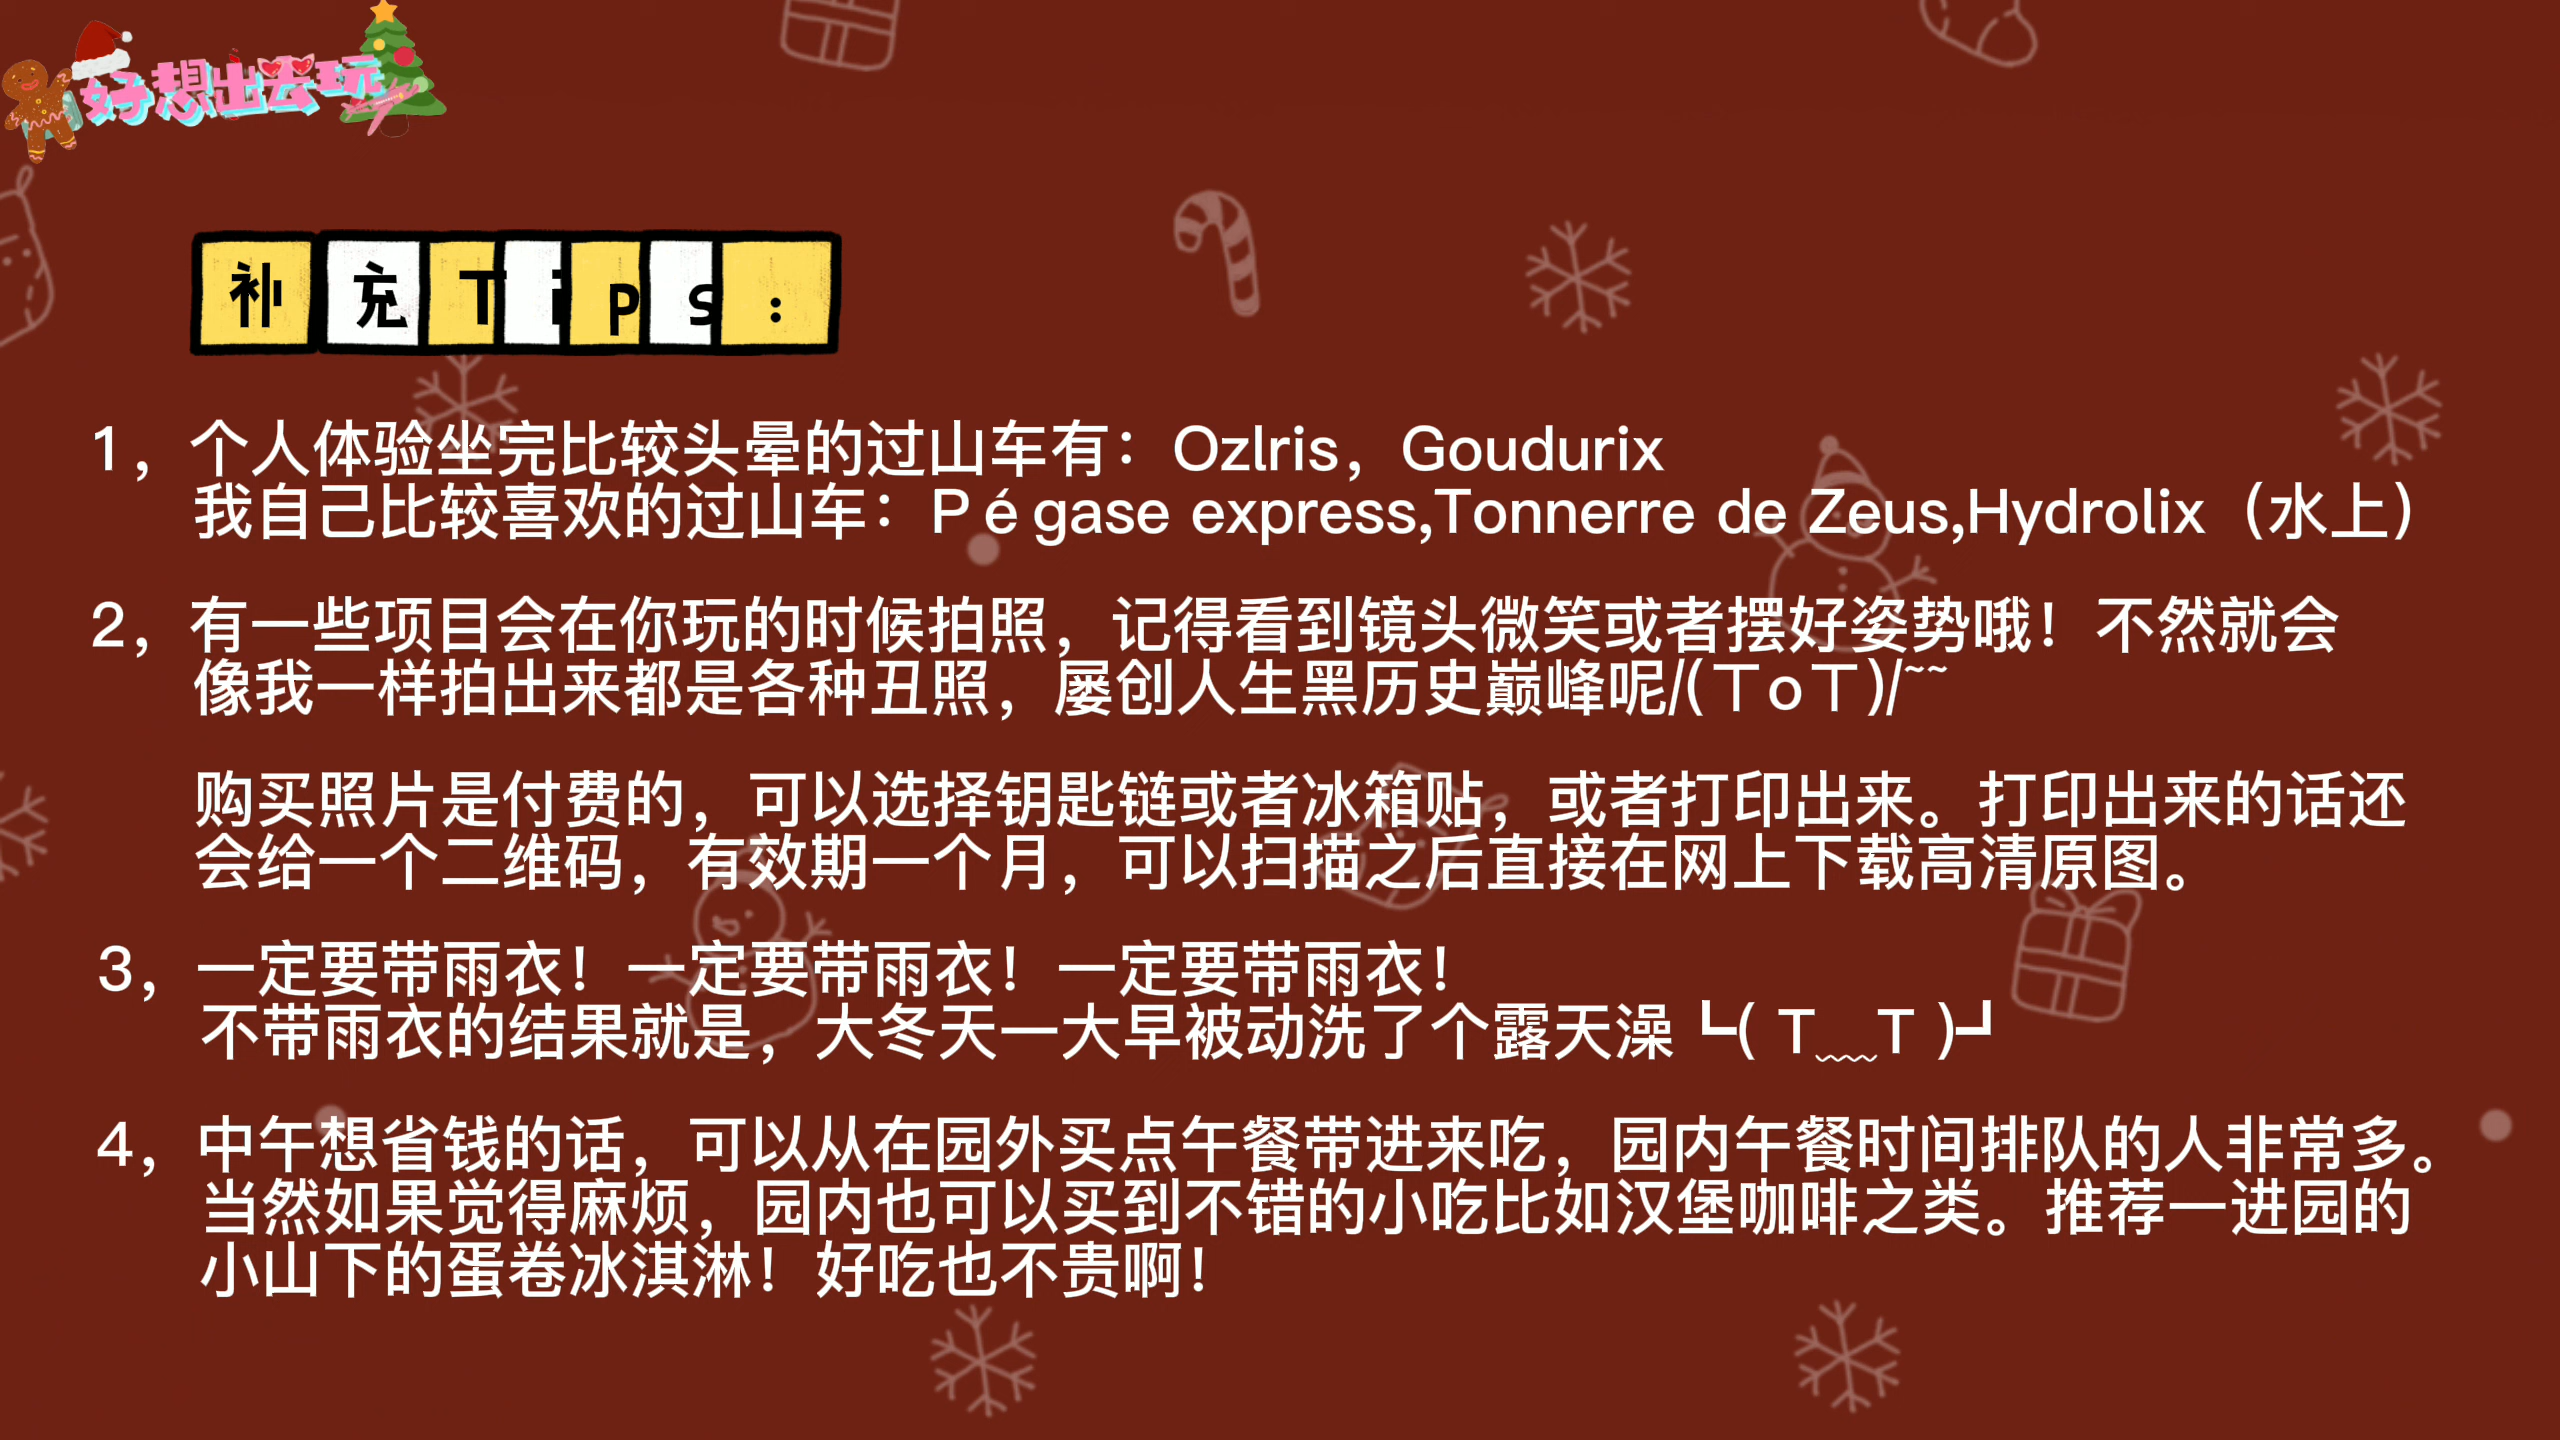 好想出去玩
补充Tips：
1，个人体验坐完比较头晕的过山车有：Ozlris，Goudurix
我自己比较喜欢的过山车：Pégase express,Tonnerre de Zeus,Hydrolix（水上）
2，有一些项目会在你玩的时候拍照，记得看到镜头微笑或者摆好姿势哦！不然就会
像我一样拍出来都是各种丑照，屡创人生黑历史巅峰呢/(ＴoＴ)/~~
购买照片是付费的，可以选择钥匙链或者冰箱贴，或者打印出来。打印出来的话还
会给一个二维码，有效期一个月，可以扫描之后直接在网上下载高清原图。
3，一定要带雨衣！一定要带雨衣！一定要带雨衣！
不带雨衣的结果就是，大冬天一大早被动洗了个露天澡┗( T﹏T )┛
4，中午想省钱的话，可以从在园外买点午餐带进来吃，园内午餐时间排队的人非常多。
当然如果觉得麻烦，园内也可以买到不错的小吃比如汉堡咖啡之类。推荐一进园的
小山下的蛋卷冰淇淋！好吃也不贵啊！